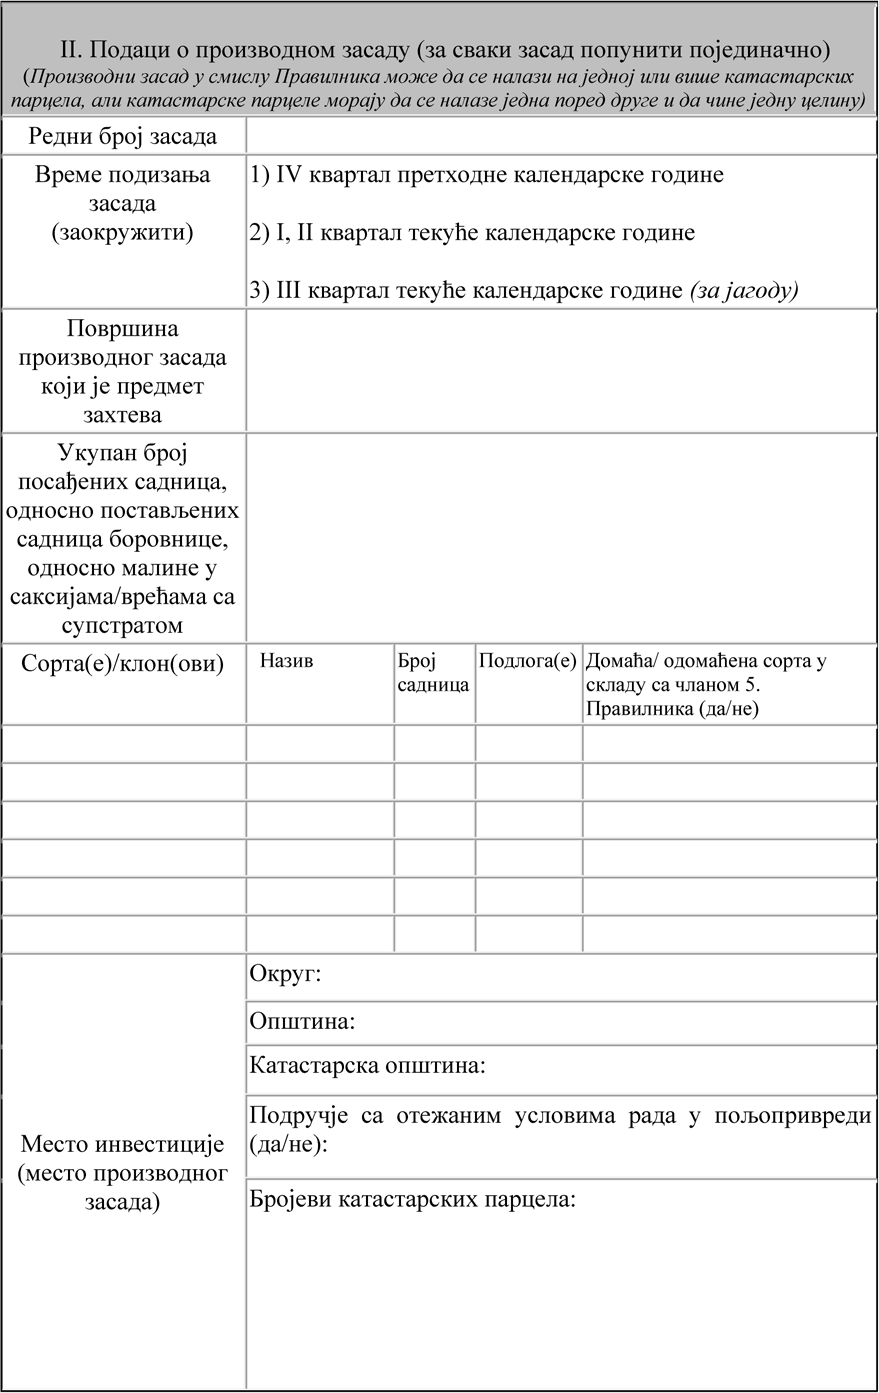 II. Подаци о производном засаду (за сваки засад попунити појединачно)
(Производни засад у смислу Правилника може да се налази на једној или више катастарских
парцела, али катастарске парцеле морају да се налазе једна поред друге и да чине једну целину)
Редни број засада
Време подизања
засада
(заокружити)
1) IV квартал претходне календарске године
2) I, II квартал текуће календарске године
3) III квартал текуће календарске године (за јагоду)
Површина
производног засада
који је предмет
захтева
Укупан број
посађених садница,
односно постављених
садница боровнице,
односно малине у
саксијама/врећама са
супстратом
Сорта(е)/клон(ови)
Назив
Број
садница
Подлога(е)
Домаћа/ одомаћена сорта у
складу са чланом 5.
Правилника (да/не)
Место инвестиције
(место производног
засада)
Округ:
Општина:
Катастарска општина:
Подручје са отежаним условима рада у пољопривреди
(да/не):
Бројеви катастарских парцела: